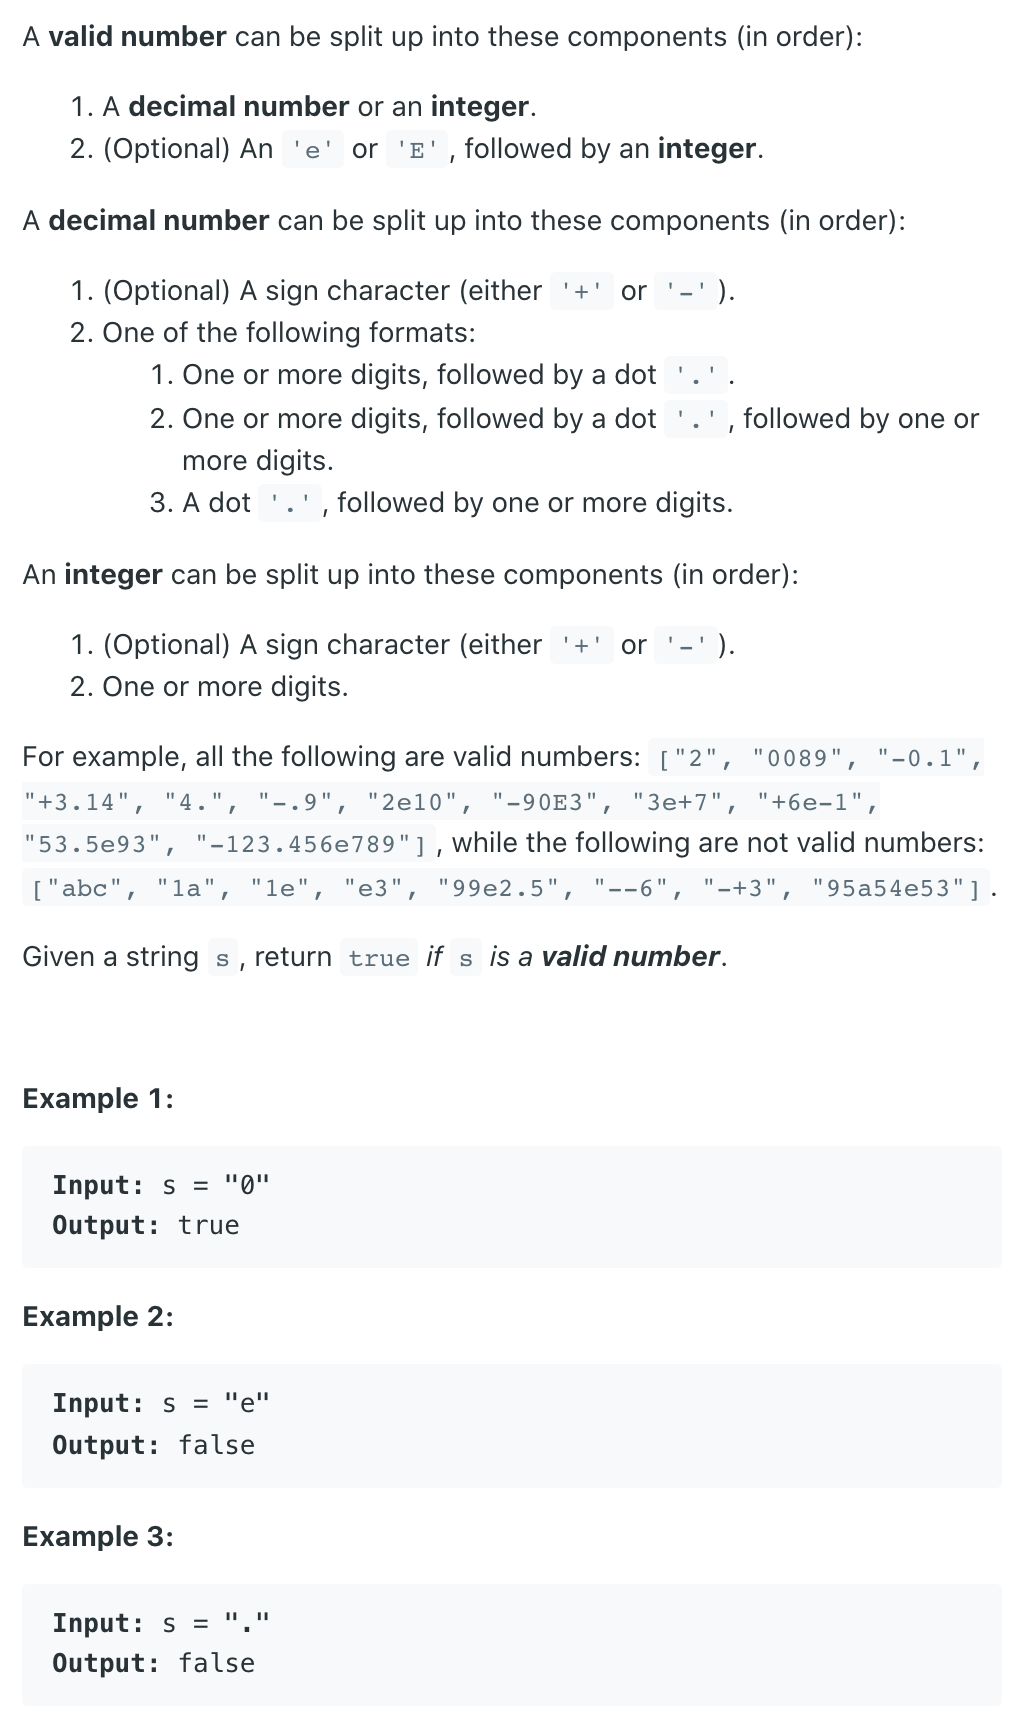 A valid number can be split up into these components (in order):
1. A decimal number or an integer.
2. (Optional) An 'e' or 'E', followed by an integer.
A decimal number can be split up into these components (in order):
1. (Optional) A sign character (either '+' or '-').
2. One of the following formats:
1. One or more digits, followed by a dot '.'.
2. One or more digits, followed by a dot '.', followed by one or
more digits.
3. A dot '.', followed by one or more digits.
An integer can be split up into these components (in order):
1. (Optional) A sign character (either '+' or '-').
2. One or more digits.
For example, all the following are valid numbers: ["2", "0089", "-0.1",
"+3.14", "4.", "-.9", "2e10", "-90E3", "3e+7", "+6e-1",
"53.5e93", "-123.456e789"], while the following are not valid numbers:
["abc", "1a", "1e", "e3", "99e2.5", "--6", "-+3", "95a54e53"].
Given a string s, return true if s is a valid number.
Example 1:
Input: s = "0"
Output: true
Example 2:
Input: s = "e"
Output: false
Example 3:
Input: s = "."
Output: false